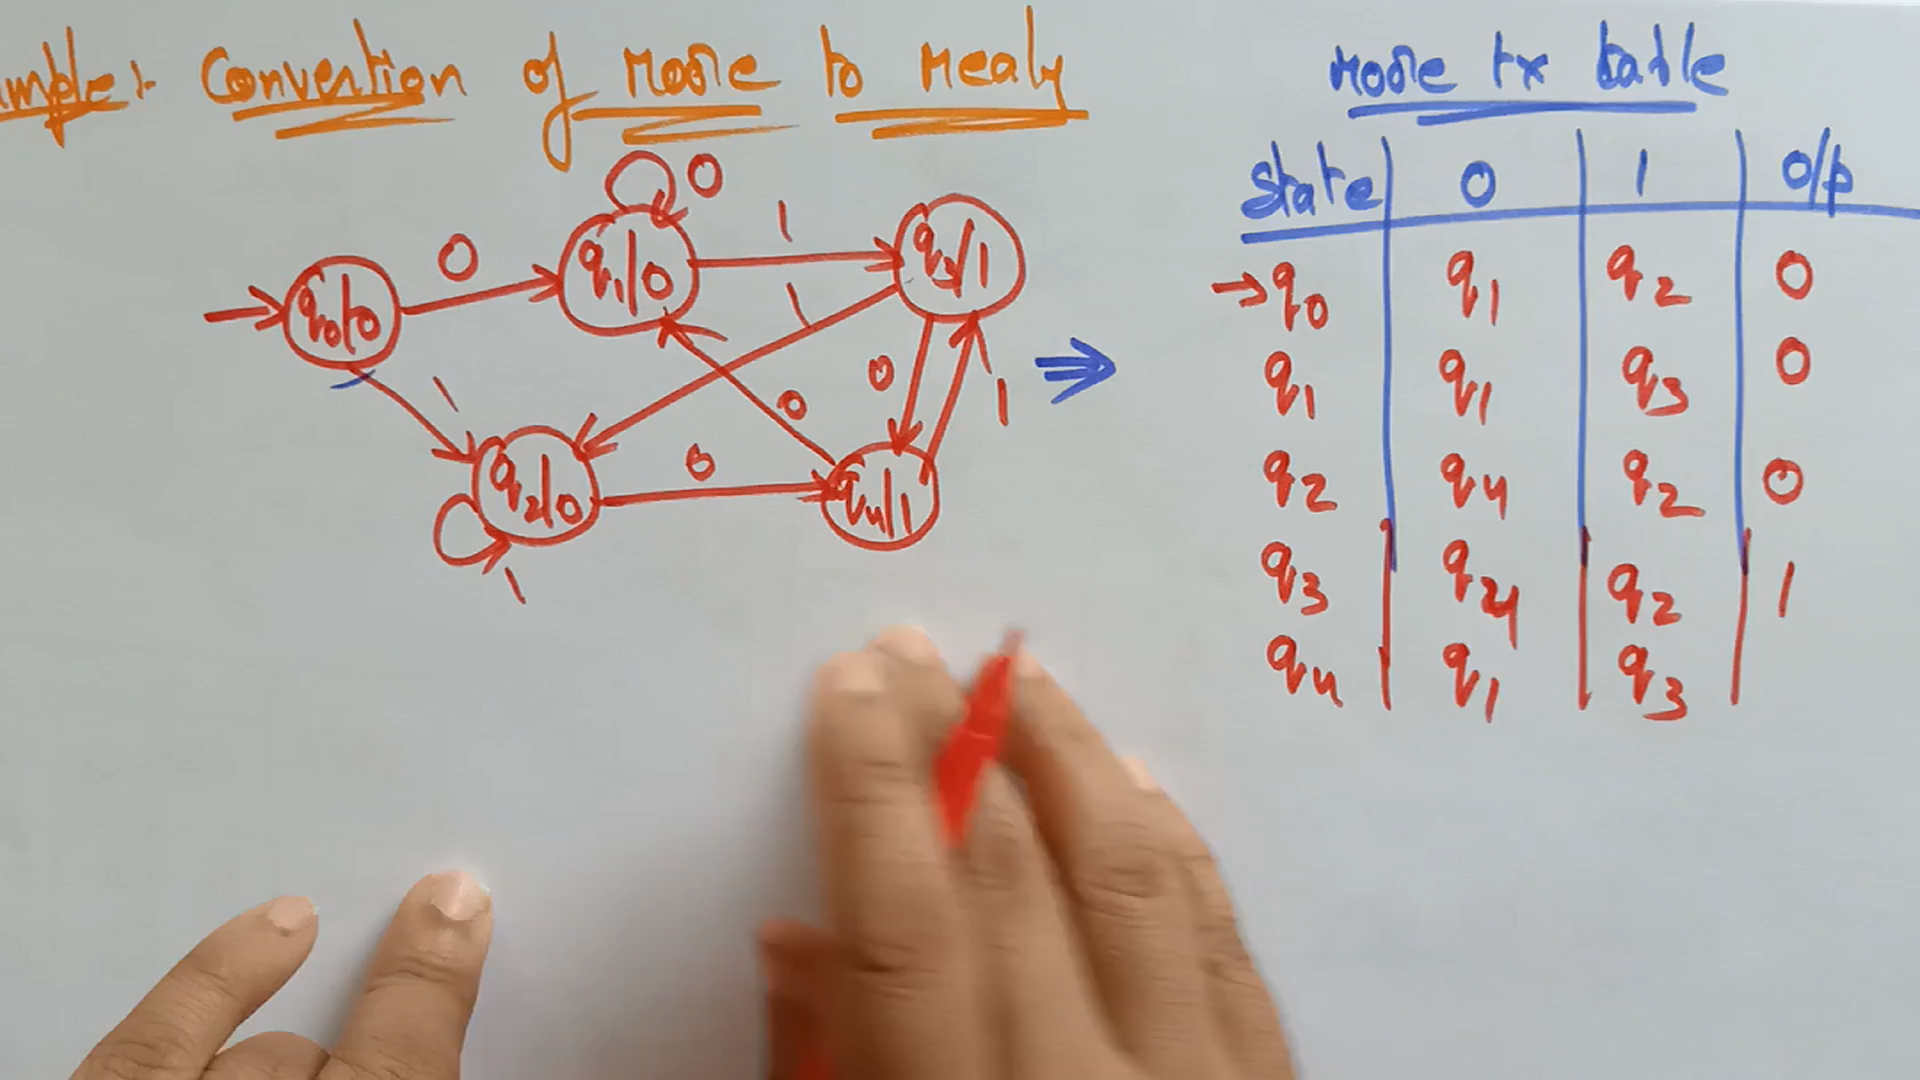 mple:- Convertion of Moore to Mealy
Moore tx table
State 0 1 o/p
→q0 q1 q2 0
q1 q1 q3 0
q2 q4 q2 0
q3 q4 q2 1
q4 q1 q3
0
q0/0
0
q1/0
1
q3/1
1
1
0
0
1
q2/0
0
q4/1
1